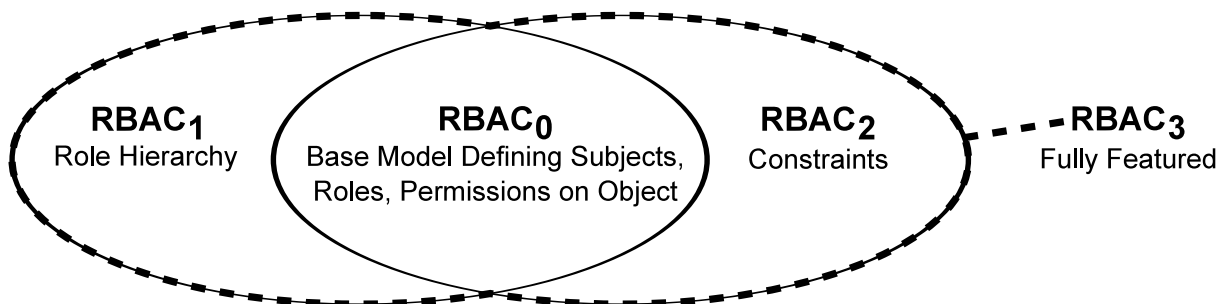 RBAC₁
Role Hierarchy
RBAC₀
Base Model Defining Subjects,
Roles, Permissions on Object
RBAC₂
Constraints
RBAC₃
Fully Featured